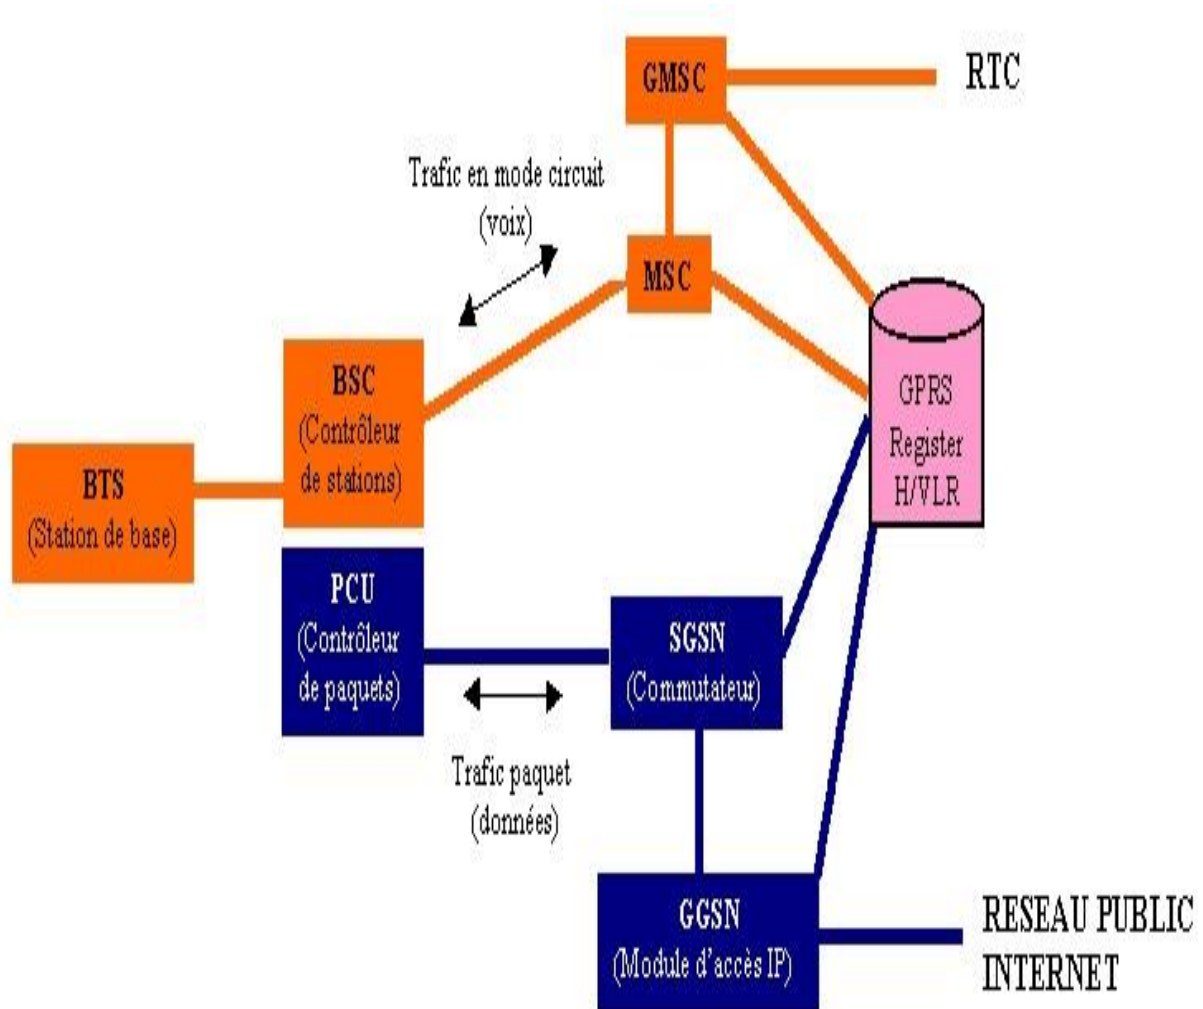 GMSC
RTC
Trafic en mode circuit
(voix)
MSC
BSC
(Contrôleur
de stations)
GPRS
Register
H/VLR
BTS
(Station de base)
PCU
(Contrôleur
de paquets)
SGSN
(Commutateur)
Trafic paquet
(données)
GGSN
(Module d'accès IP)
RESEAU PUBLIC
INTERNET